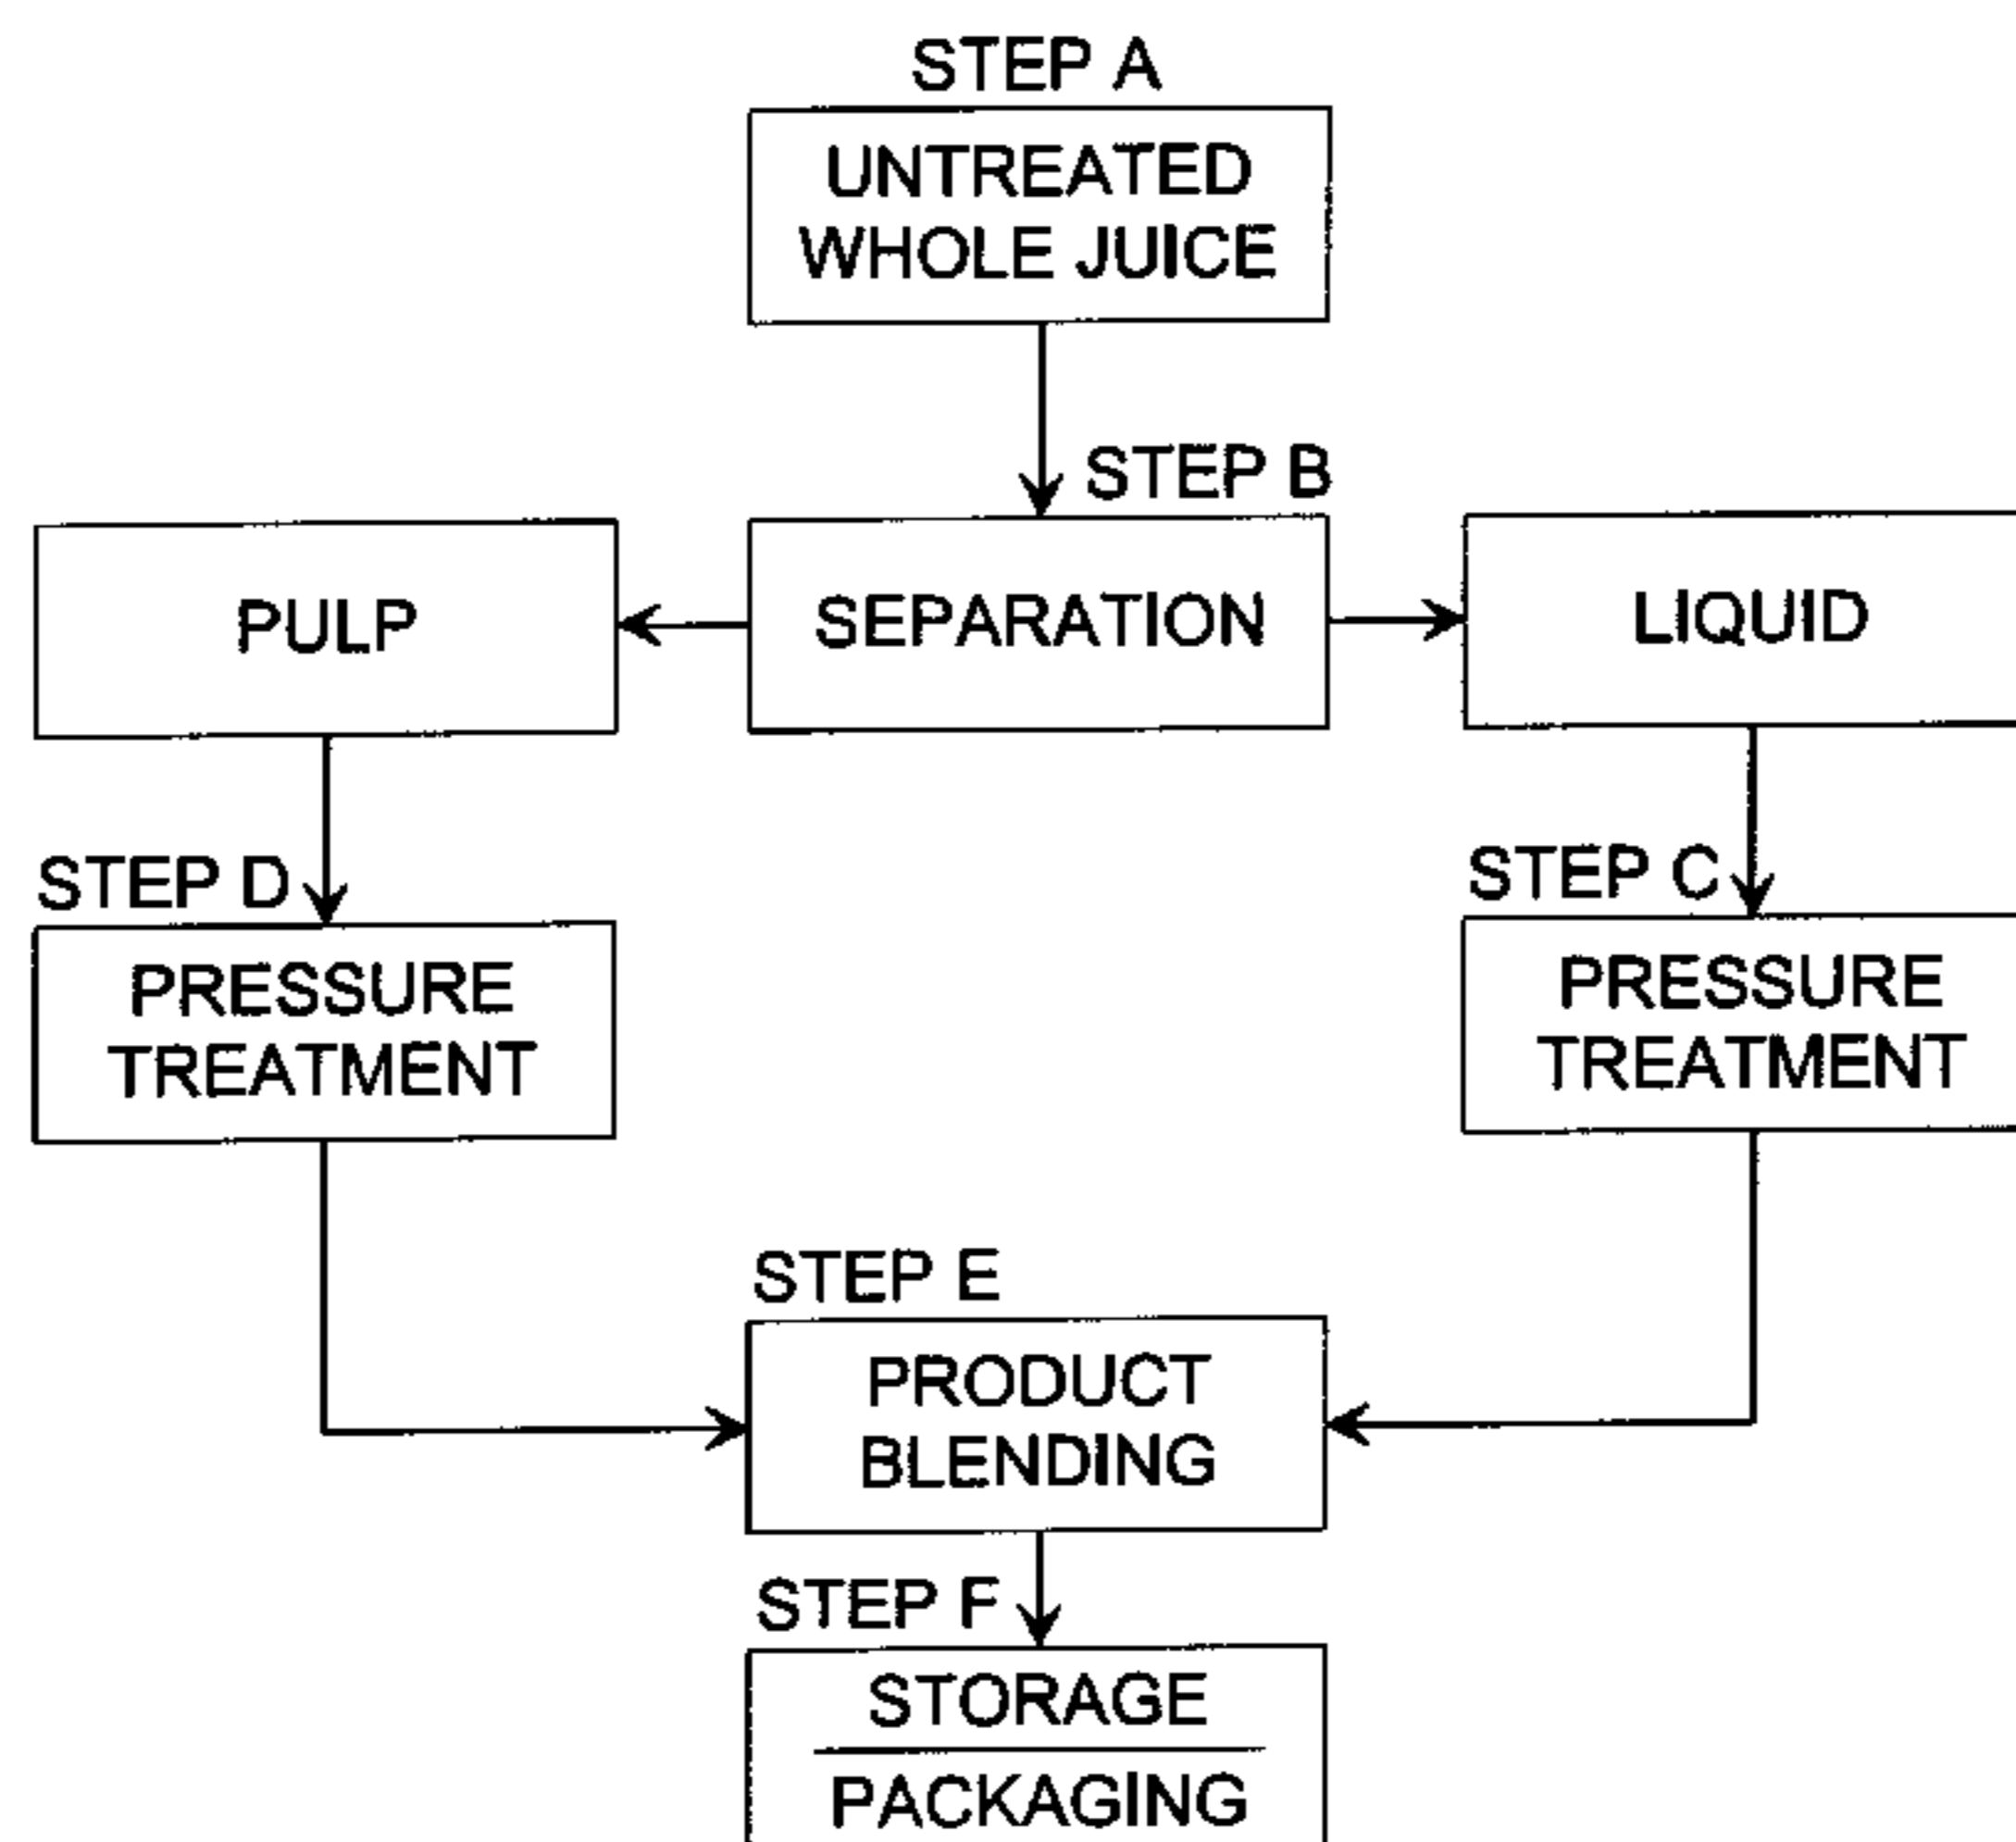 STEP A
UNTREATED
WHOLE JUICE
STEP B
PULP
SEPARATION
LIQUID
STEP D
PRESSURE
TREATMENT
STEP C
PRESSURE
TREATMENT
STEP E
PRODUCT
BLENDING
STEP F
STORAGE
PACKAGING